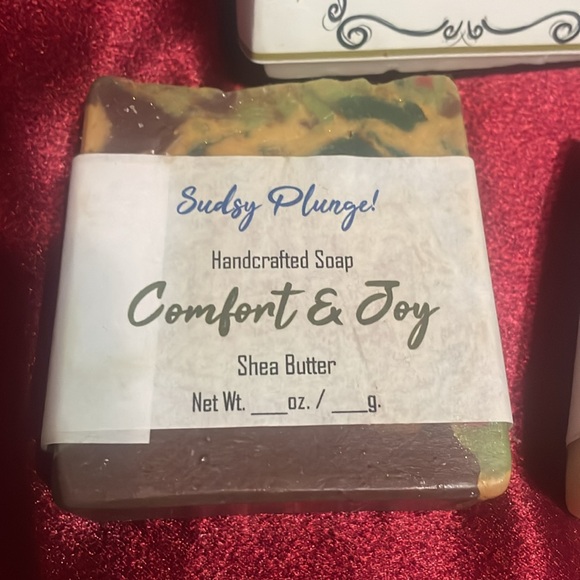 Sudsy Plunge!
Handcrafted Soap
Comfort & Joy
Shea Butter
Net Wt. ___oz. / ___g.